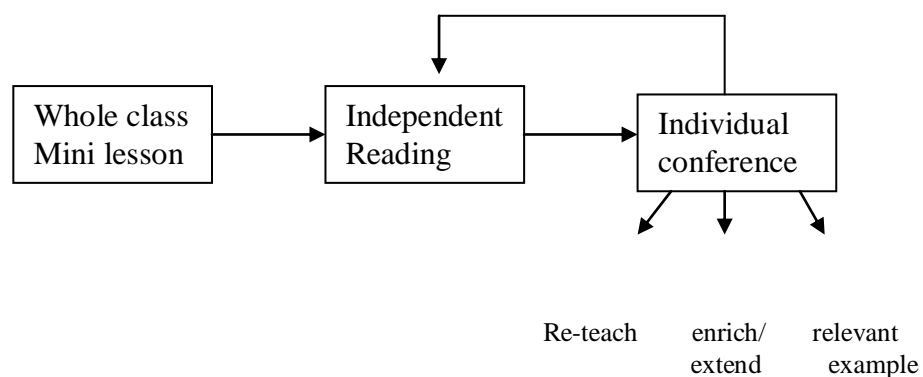 Whole class
Mini lesson
Independent
Reading
Individual
conference
Re-teach enrich/ relevant
extend example